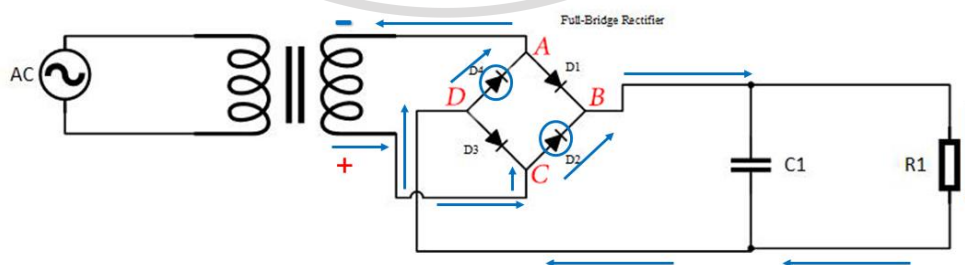 - Full-Bridge Rectifier
A
D4 D1
AC
D B
D3 D2
C1 R1
+ C